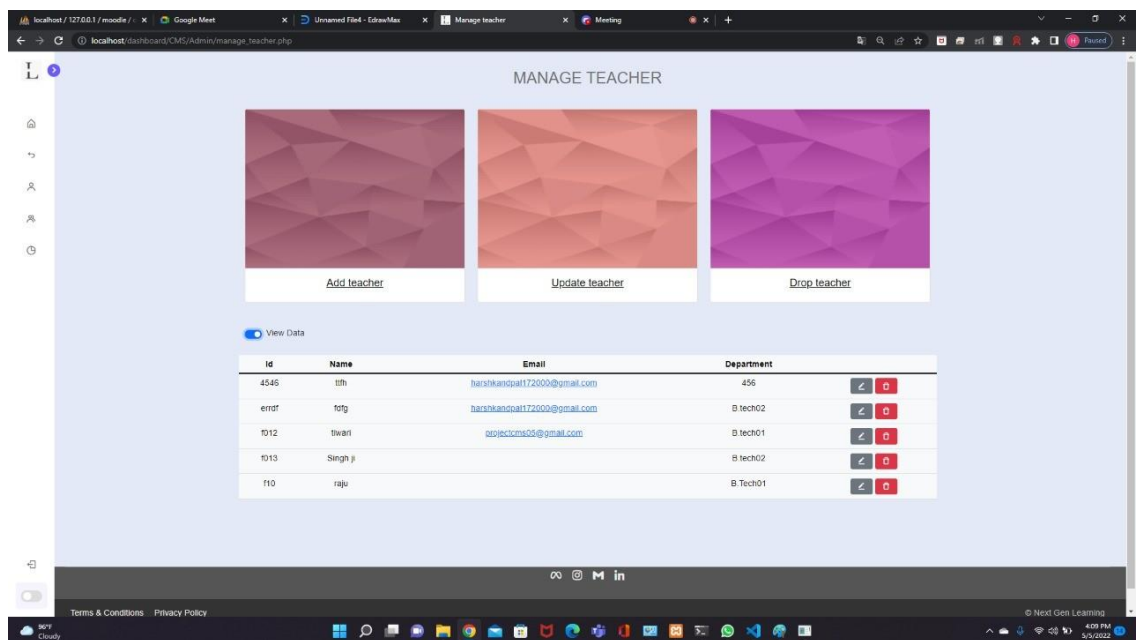 localhost / 127.0.0.1 / moodle / c
Google Meet
Unnamed File4 - EdrawMax
Manage teacher
Meeting
localhost/dashboard/CMS/Admin/manage_teacher.php
Paused
L
L
MANAGE TEACHER
Add teacher
Update teacher
Drop teacher
View Data
Id Name Email Department
4546 ttfh harshkandpal172000@gmail.com 456
errdf fdfg harshkandpal172000@gmail.com B.tech02
f012 tiwari projectcms05@gmail.com B.tech01
f013 Singh ji B.tech02
f10 raju B.Tech01
Terms & Conditions Privacy Policy
© Next Gen Learning
96°F
Cloudy
4:09 PM
5/5/2022